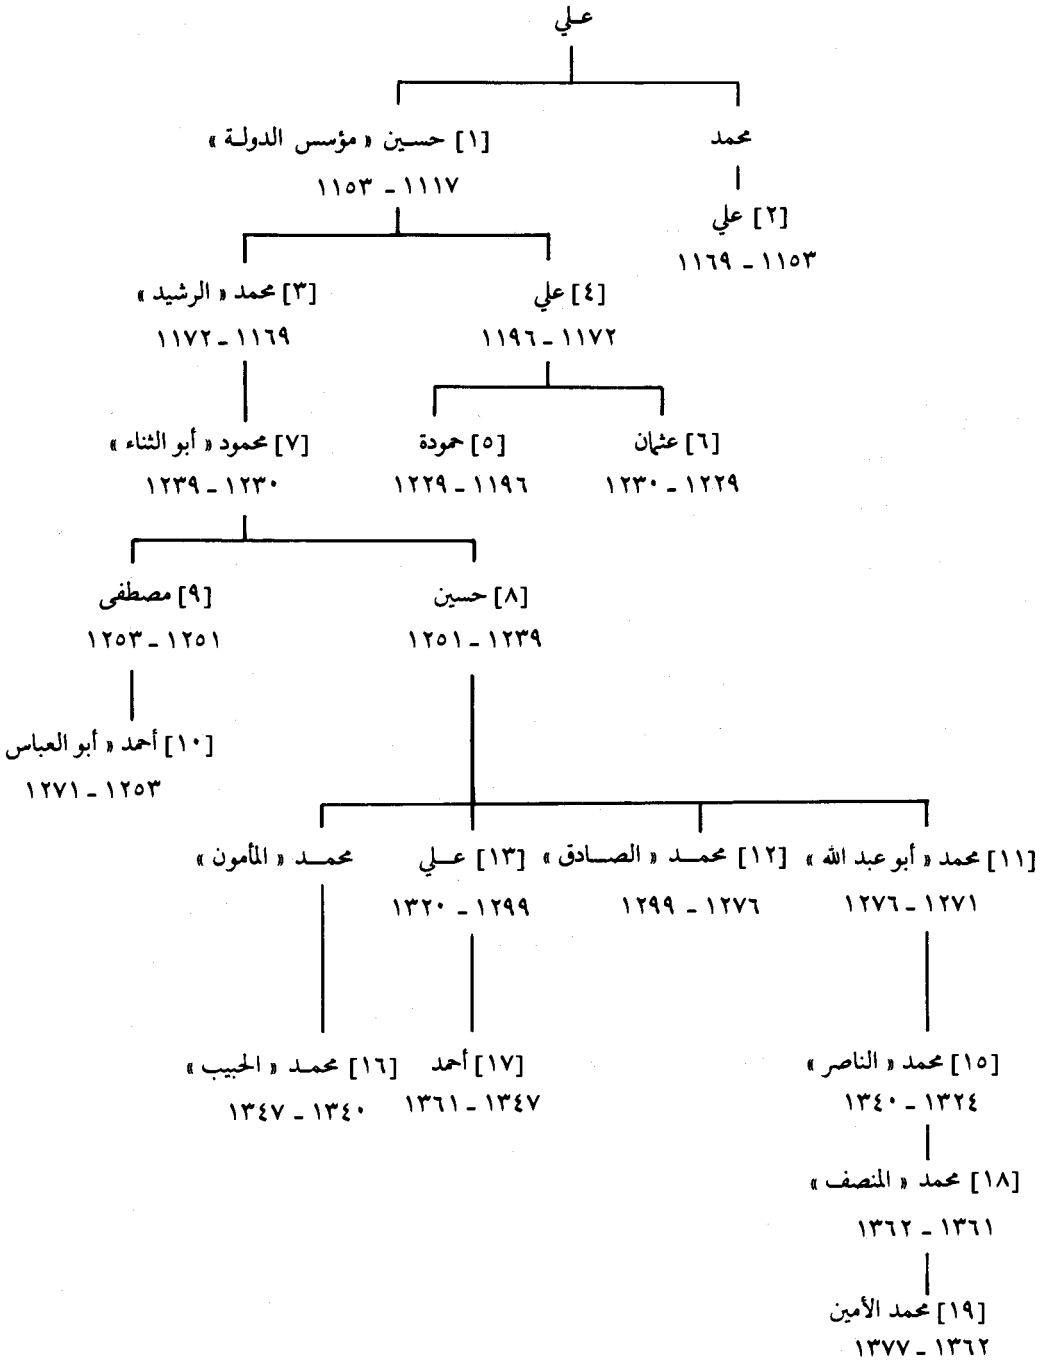 علي
محمد
[١] حسين « مؤسس الدولة »
١١١٧ - ١١٥٣
[٢] علي
١١٥٣ - ١١٦٩
[٤] علي
[٣] محمد « الرشيد »
١١٧٢ - ١١٩٦
١١٦٩ - ١١٧٢
[٦] عثمان
[٥] حمودة
[٧] محمود « أبو الثناء »
١٢٢٩ - ١٢٣٠
١١٩٦ - ١٢٢٩
١٢٣٠ - ١٢٣٩
[٨] حسين
[٩] مصطفى
١٢٣٩ - ١٢٥١
١٢٥١ - ١٢٥٣
[١٠] أحمد « أبو العباس
١٢٥٣ - ١٢٧١
[١١] محمد « أبو عبد الله »
[١٢] محمد « الصادق »
[١٣] علي
محمد « المأمون »
١٢٧١ - ١٢٧٦
١٢٧٦ - ١٢٩٩
١٢٩٩ - ١٣٢٠
[١٥] محمد « الناصر »
[١٧] أحمد
[١٦] محمد « الحبيب »
١٣٢٤ - ١٣٤٠
١٣٤٧ - ١٣٦١
١٣٤٠ - ١٣٤٧
[١٨] محمد « المنصف »
١٣٦١ - ١٣٦٢
[١٩] محمد الأمين
١٣٦٢ - ١٣٧٧